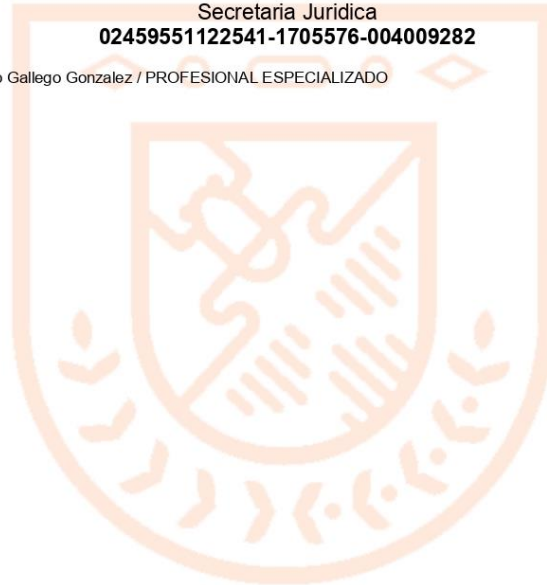 Secretaria Juridica
02459551122541-1705576-004009282
o Gallego Gonzalez / PROFESIONAL ESPECIALIZADO